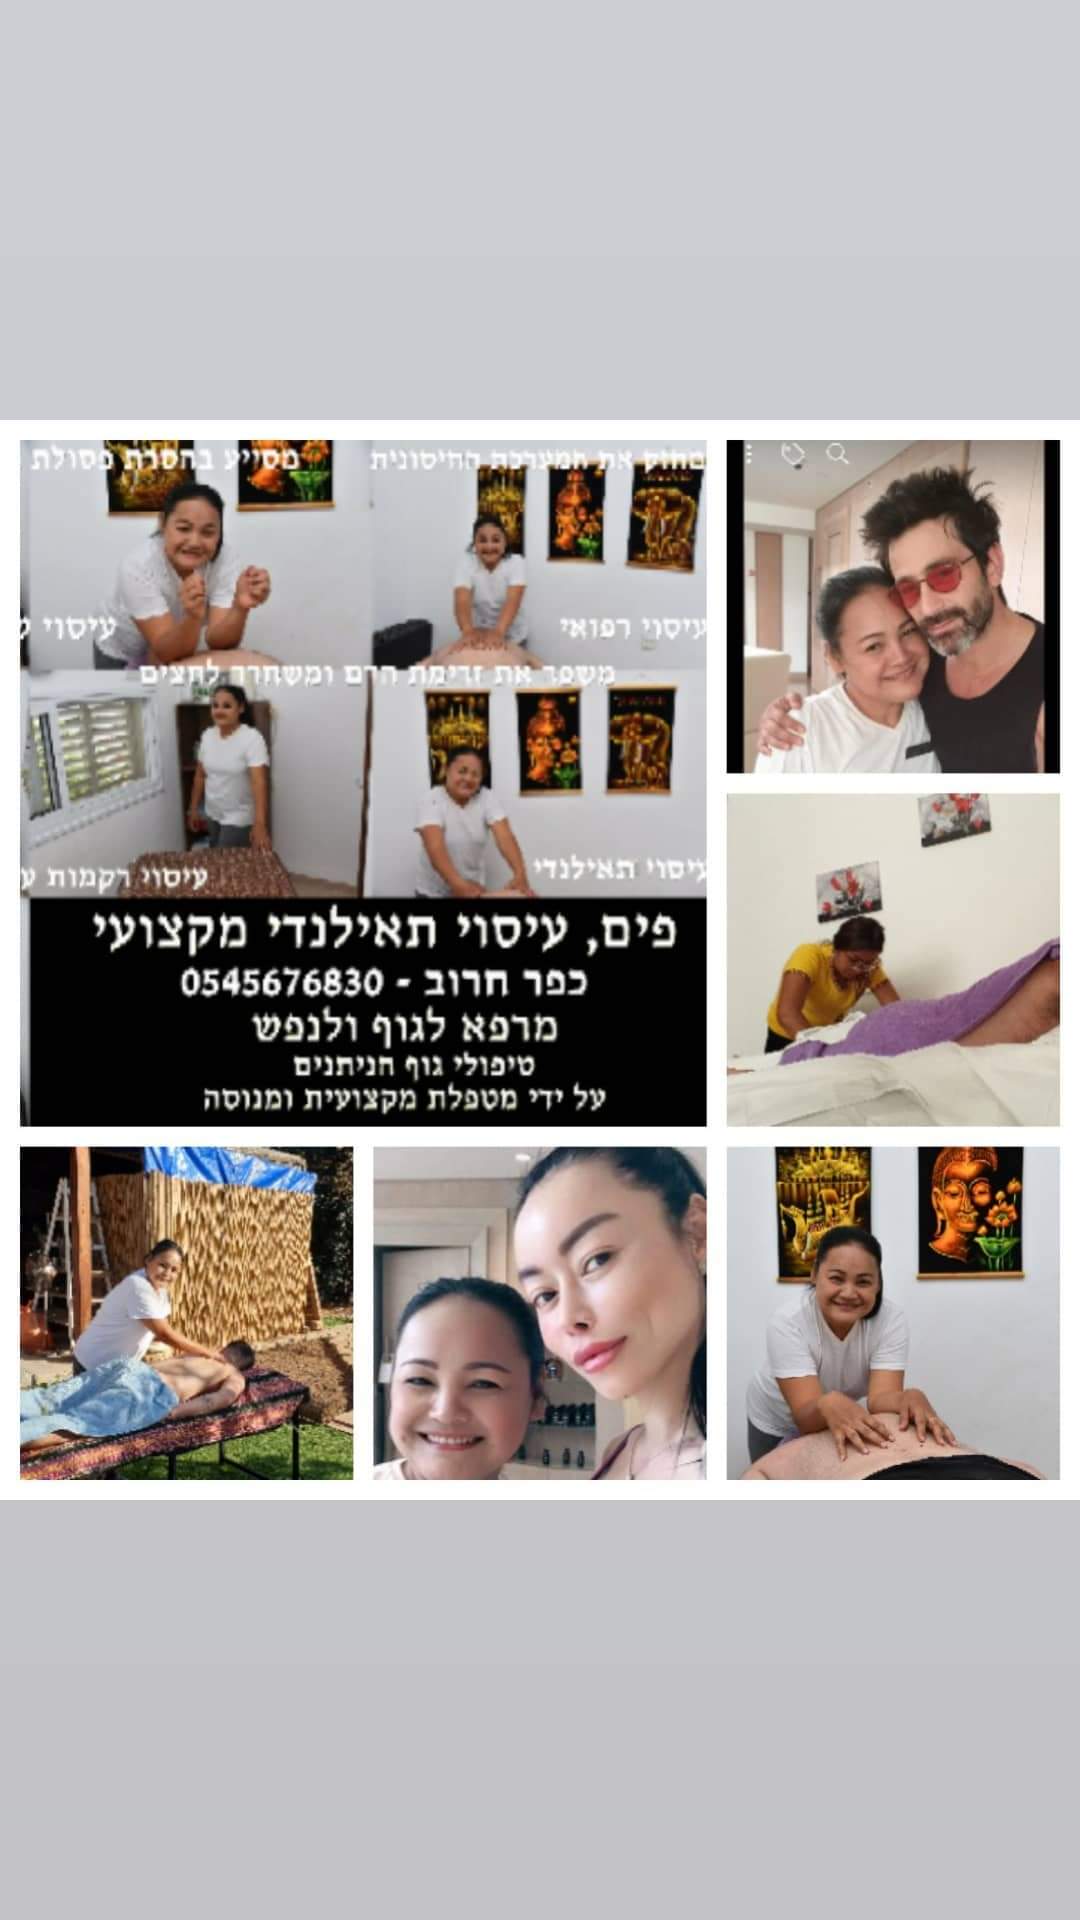 מסייע בהסרת פסולת
מחזק את המערכת החיסונית
עיסוי
עיסוי רפואי
משפר את זרימת הדם ומשחרר לחצים
עיסוי רקמות
עיסוי תאילנדי
פים, עיסוי תאילנדי מקצועי
כפר חרוב - 0545676830
מרפא לגוף ולנפש
טיפולי גוף הניתנים
על ידי מטפלת מקצועית ומנוסה